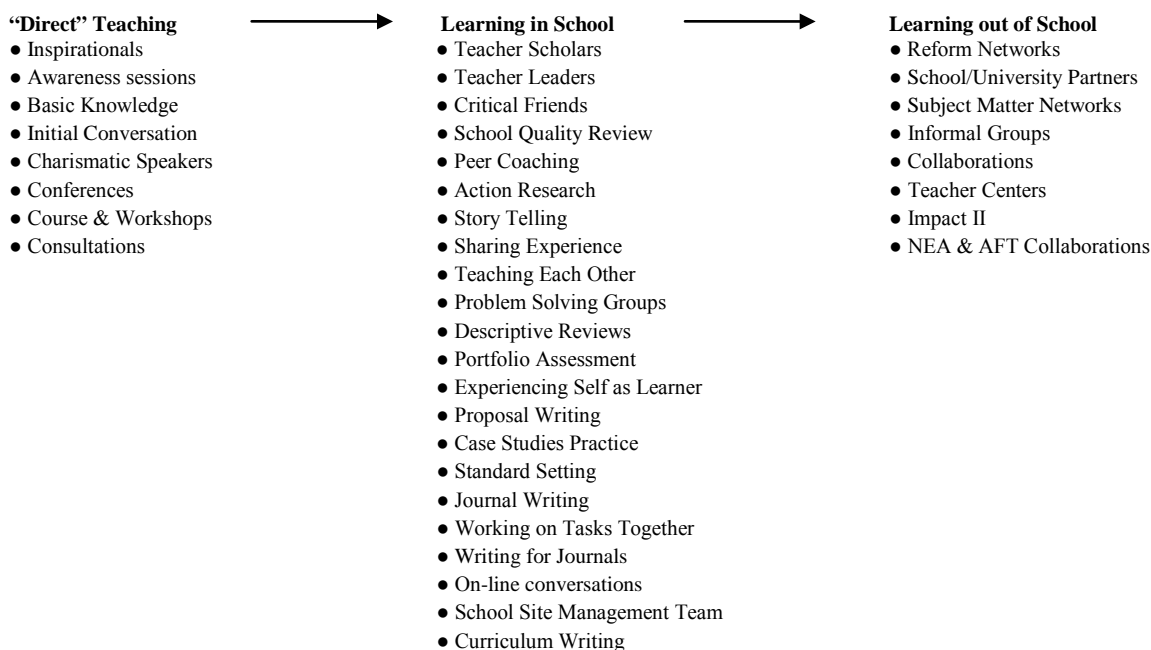 “Direct” Teaching
● Inspirationals
● Awareness sessions
● Basic Knowledge
● Initial Conversation
● Charismatic Speakers
● Conferences
● Course & Workshops
● Consultations
Learning in School
● Teacher Scholars
● Teacher Leaders
● Critical Friends
● School Quality Review
● Peer Coaching
● Action Research
● Story Telling
● Sharing Experience
● Teaching Each Other
● Problem Solving Groups
● Descriptive Reviews
● Portfolio Assessment
● Experiencing Self as Learner
● Proposal Writing
● Case Studies Practice
● Standard Setting
● Journal Writing
● Working on Tasks Together
● Writing for Journals
● On-line conversations
● School Site Management Team
● Curriculum Writing
Learning out of School
● Reform Networks
● School/University Partners
● Subject Matter Networks
● Informal Groups
● Collaborations
● Teacher Centers
● Impact II
● NEA & AFT Collaborations